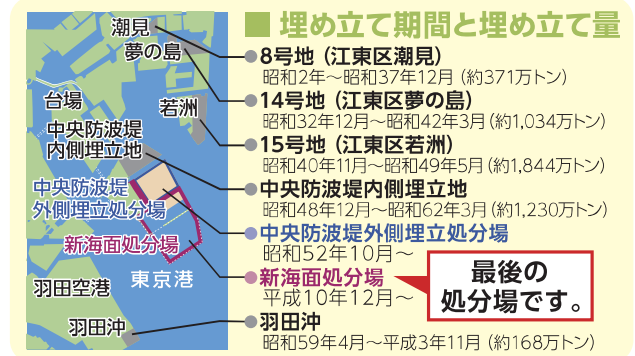 ■ 埋め立て期間と埋め立て量
潮見
夢の島
台場
若洲
中央防波堤
内側埋立地
中央防波堤
外側埋立処分場
新海面処分場
東京港
羽田空港
羽田沖
8号地（江東区潮見）
昭和2年～昭和37年12月（約371万トン）
14号地（江東区夢の島）
昭和32年12月～昭和42年3月（約1,034万トン）
15号地（江東区若洲）
昭和40年11月～昭和49年5月（約1,844万トン）
中央防波堤内側埋立地
昭和48年12月～昭和62年3月（約1,230万トン）
中央防波堤外側埋立処分場
昭和52年10月～
新海面処分場
平成10年12月～
最後の
処分場です。
羽田沖
昭和59年4月～平成3年11月（約168万トン）